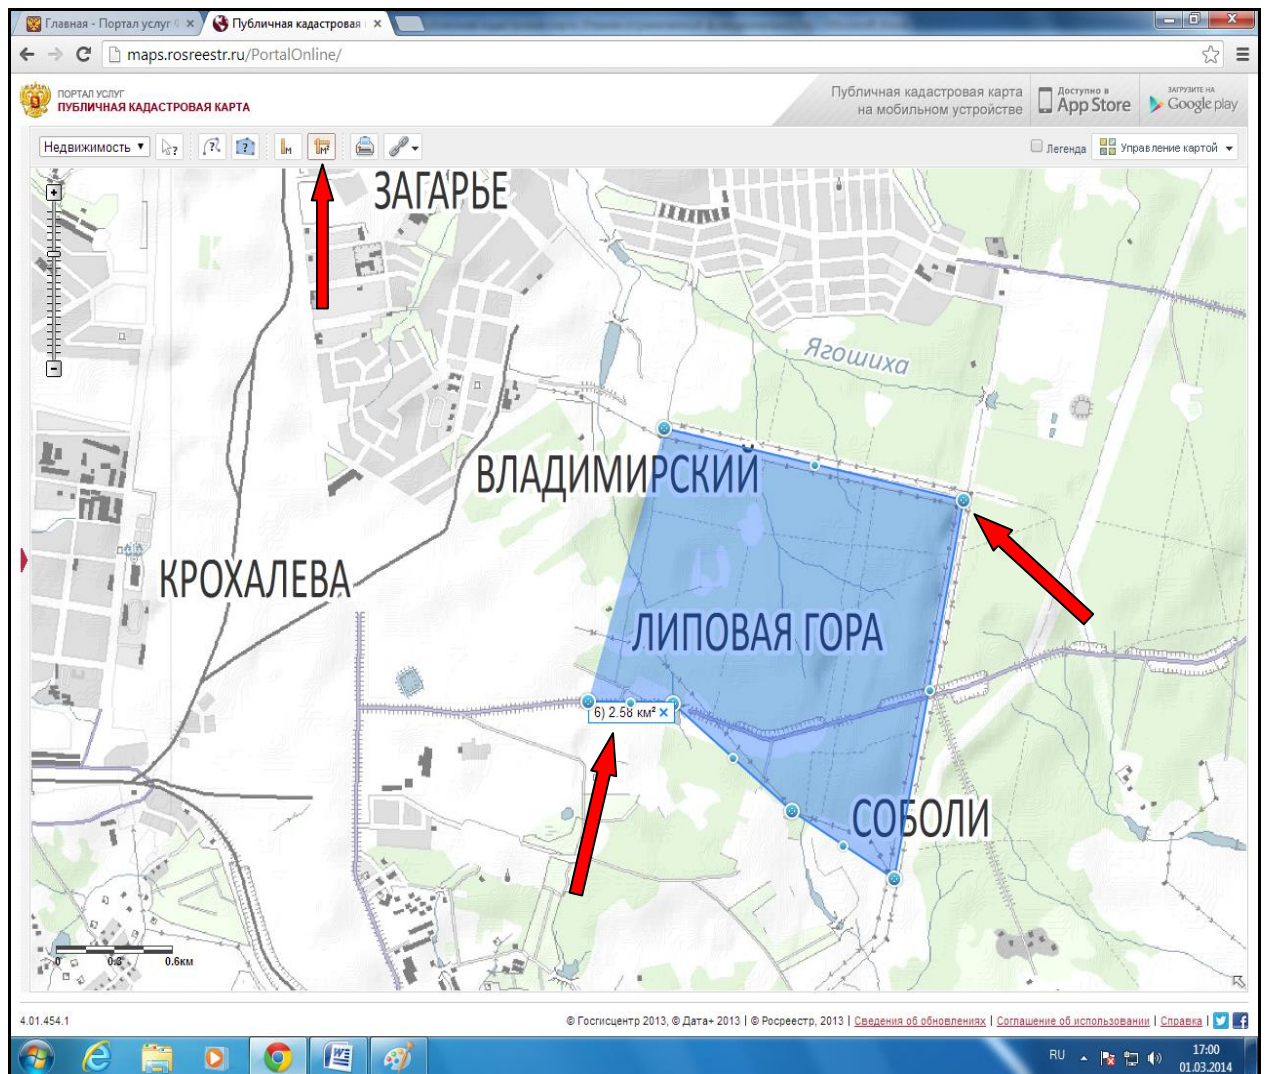 Главная - Портал услуг
Публичная кадастровая
maps.rosreestr.ru/PortalOnline/
ПОРТАЛ УСЛУГ
ПУБЛИЧНАЯ КАДАСТРОВАЯ КАРТА
Публичная кадастровая карта
на мобильном устройстве
Доступно в
App Store
ЗАГРУЗИТЕ НА
Google play
Недвижимость
?
?
?
М
М²
Легенда
Управление картой
ЗАГАРЬЕ
Ягошиха
ВЛАДИМИРСКИЙ
КРОХАЛЕВА
ЛИПОВАЯ ГОРА
6) 2.58 км²
СОБОЛИ
0 0.3 0.6км
4.01.454.1
© Госгисцентр 2013, © Дата+ 2013 | © Росреестр, 2013 | Сведения об обновлениях | Соглашение об использовании | Справка |
RU
17:00
01.03.2014